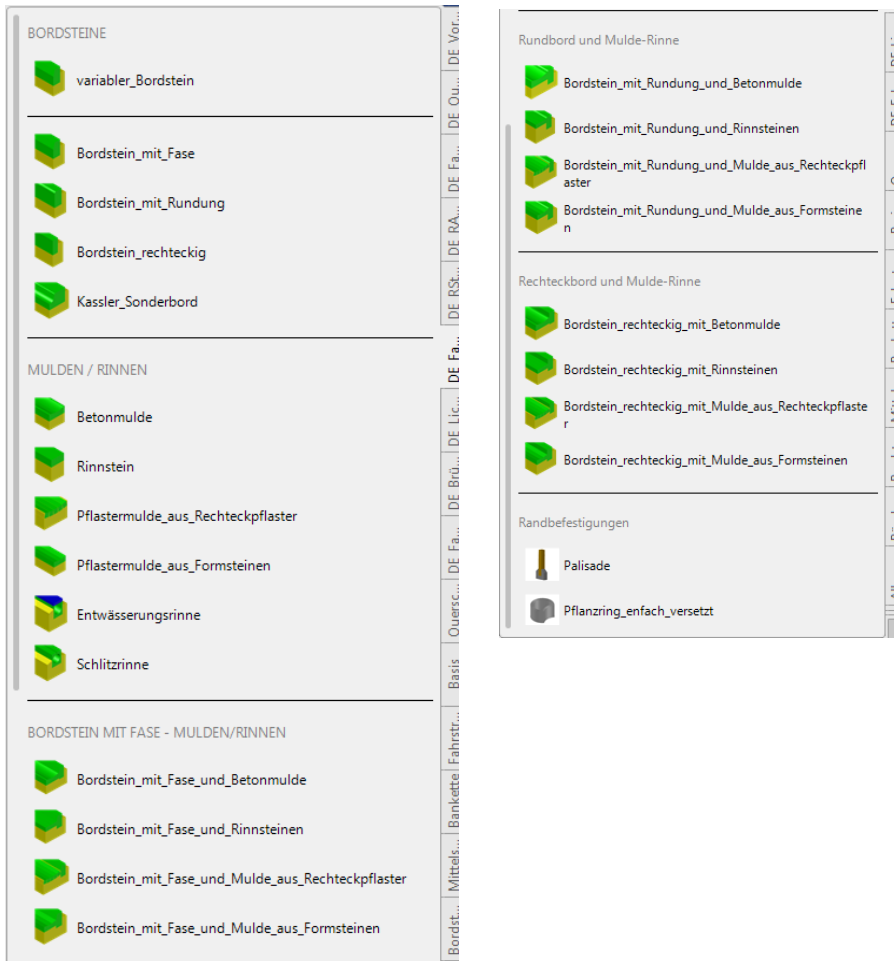 BORDSTEINE
variabler_Bordstein
Bordstein_mit_Fase
Bordstein_mit_Rundung
Bordstein_rechteckig
Kassler_Sonderbord
MULDEN / RINNEN
Betonmulde
Rinnstein
Pflastermulde_aus_Rechteckpflaster
Pflastermulde_aus_Formsteinen
Entwässerungsrinne
Schlitzrinne
BORDSTEIN MIT FASE - MULDEN/RINNEN
Bordstein_mit_Fase_und_Betonmulde
Bordstein_mit_Fase_und_Rinnsteinen
Bordstein_mit_Fase_und_Mulde_aus_Rechteckpflaster
Bordstein_mit_Fase_und_Mulde_aus_Formsteinen
DE Vor...
DE Qu...
DE Fa...
DE RA...
DE RSt...
DE Fa...
DE Lic...
DE Brü...
DE Fa...
Quersc...
Basis
Fahrstr...
Bankette
Mittels...
Bordst...
Rundbord und Mulde-Rinne
Bordstein_mit_Rundung_und_Betonmulde
Bordstein_mit_Rundung_und_Rinnsteinen
Bordstein_mit_Rundung_und_Mulde_aus_Rechteckpfl
aster
Bordstein_mit_Rundung_und_Mulde_aus_Formsteine
n
Rechteckbord und Mulde-Rinne
Bordstein_rechteckig_mit_Betonmulde
Bordstein_rechteckig_mit_Rinnsteinen
Bordstein_rechteckig_mit_Mulde_aus_Rechteckpflaste
r
Bordstein_rechteckig_mit_Mulde_aus_Formsteinen
Randbefestigungen
Palisade
Pflanzring_enfach_versetzt